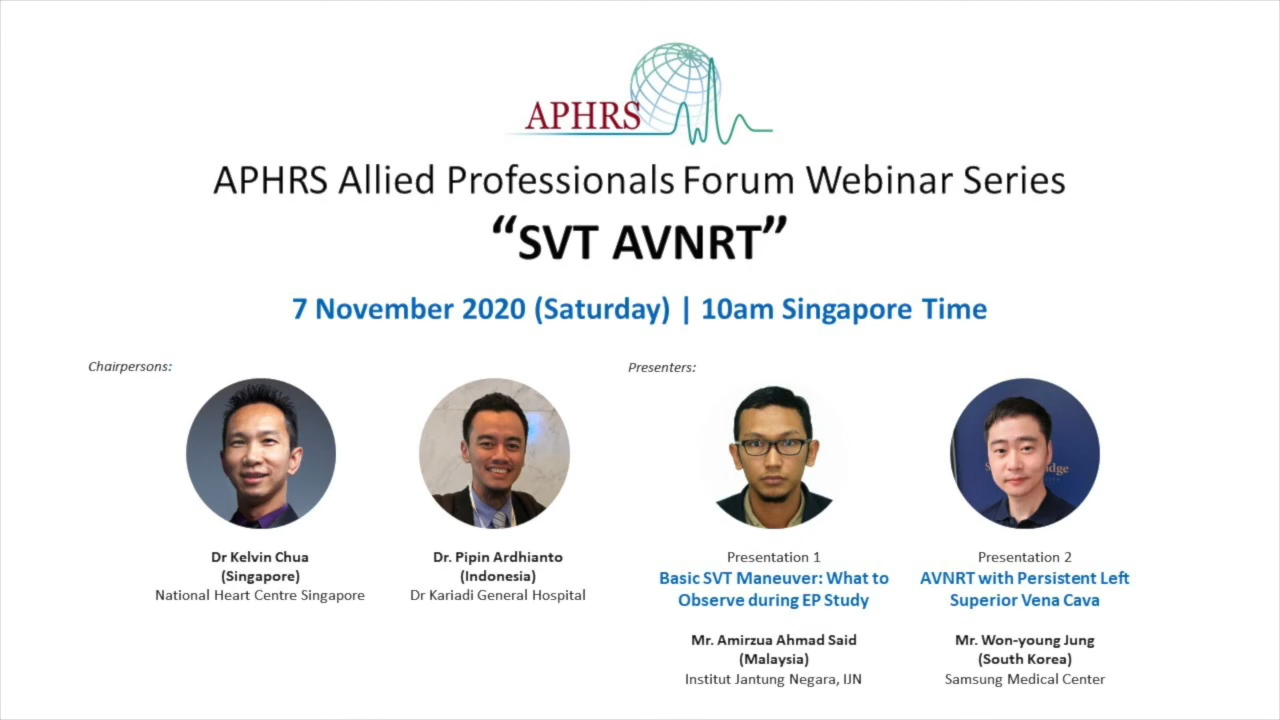 APHRS
APHRS Allied Professionals Forum Webinar Series
“SVT AVNRT”
7 November 2020 (Saturday) | 10am Singapore Time
Chairpersons:
Dr Kelvin Chua
(Singapore)
National Heart Centre Singapore
Dr. Pipin Ardhianto
(Indonesia)
Dr Kariadi General Hospital
Presenters:
Presentation 1
Basic SVT Maneuver: What to
Observe during EP Study
Mr. Amirzua Ahmad Said
(Malaysia)
Institut Jantung Negara, IJN
Presentation 2
AVNRT with Persistent Left
Superior Vena Cava
Mr. Won-young Jung
(South Korea)
Samsung Medical Center